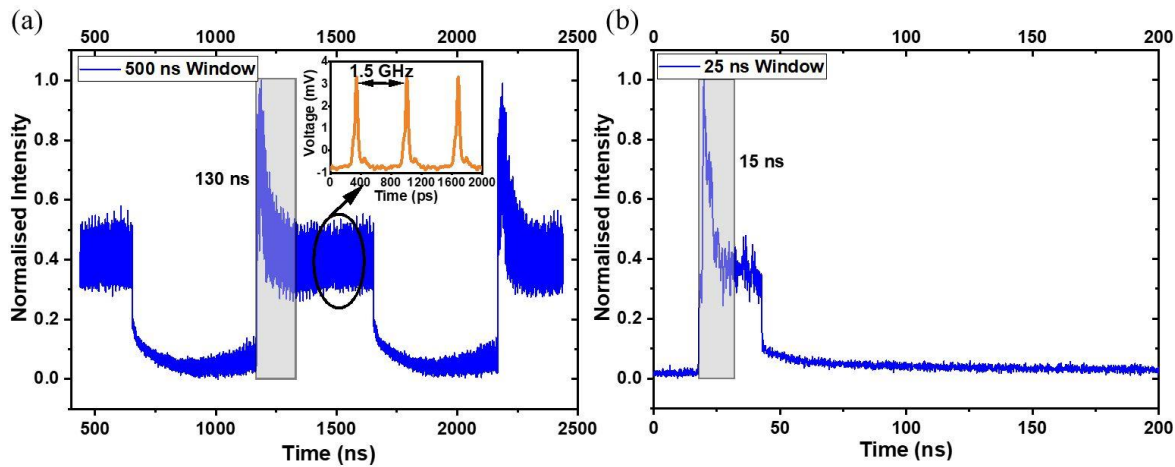 (a)
500 1000 1500 2000 2500
500 ns Window
1.0
0.8
0.6
0.4
0.2
0.0
Normalised Intensity
130 ns
4
3
2
1
0
-1
Voltage (mV)
1.5 GHz
0 400 800 1200 1600 2000
Time (ps)
500 1000 1500 2000 2500
Time (ns)
(b)
0 50 100 150 200
25 ns Window
1.0
0.8
0.6
0.4
0.2
0.0
Normalised Intensity
15 ns
0 50 100 150 200
Time (ns)